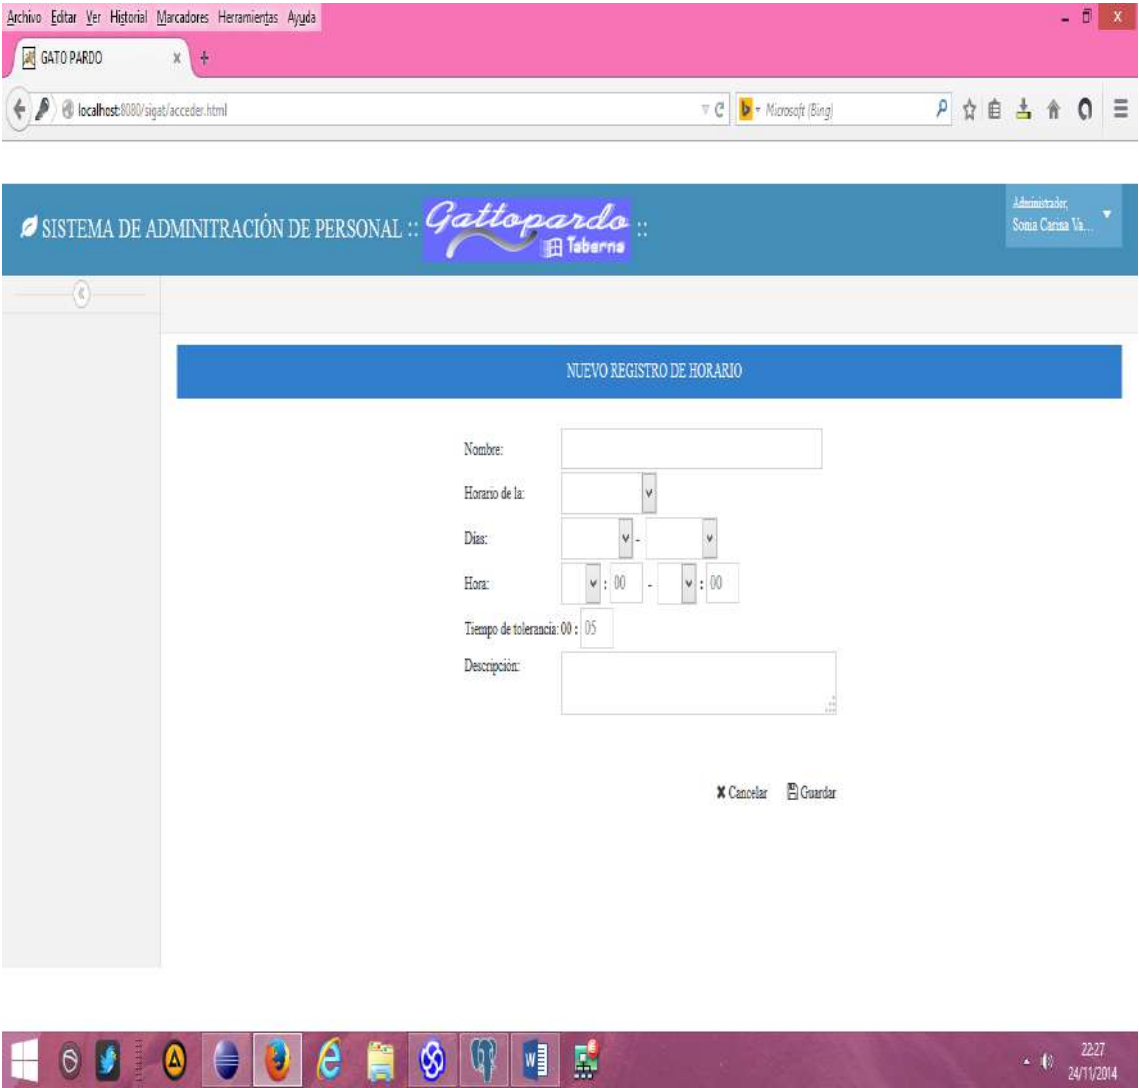 Archivo Editar Ver Historial Marcadores Herramientas Ayuda
GATO PARDO
localhost:8080/sigat/acceder.html
Microsoft (Bing)
SISTEMA DE ADMINITRACIÓN DE PERSONAL :: Gattopardo Taberna ::
Administrador,
Sonia Carina Va...
NUEVO REGISTRO DE HORARIO
Nombre:
Horario de la:
Días:  -
Hora: : 00 - : 00
Tiempo de tolerancia: 00 : 05
Descripción:
Cancelar Guardar
22:27
24/11/2014